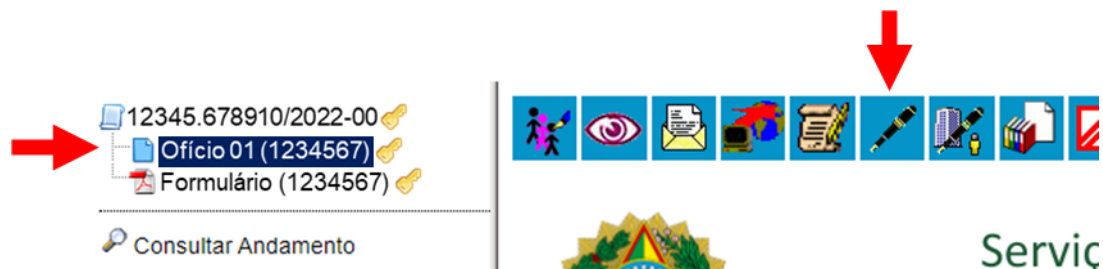 12345.678910/2022-00
Ofício 01 (1234567)
Formulário (1234567)
Consultar Andamento
Serviç